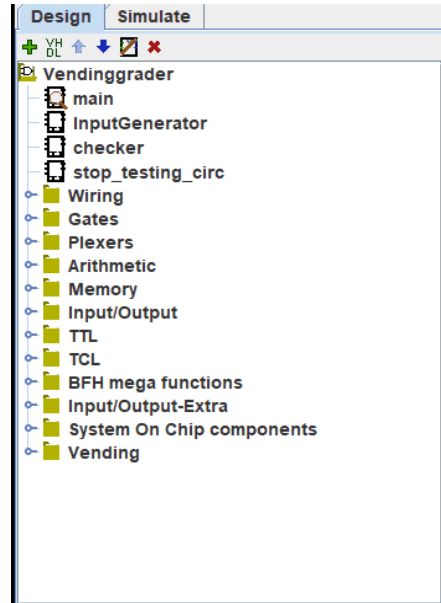 Design Simulate
VH
DL
Vendinggrader
main
InputGenerator
checker
stop_testing_circ
Wiring
Gates
Plexers
Arithmetic
Memory
Input/Output
TTL
TCL
BFH mega functions
Input/Output-Extra
System On Chip components
Vending